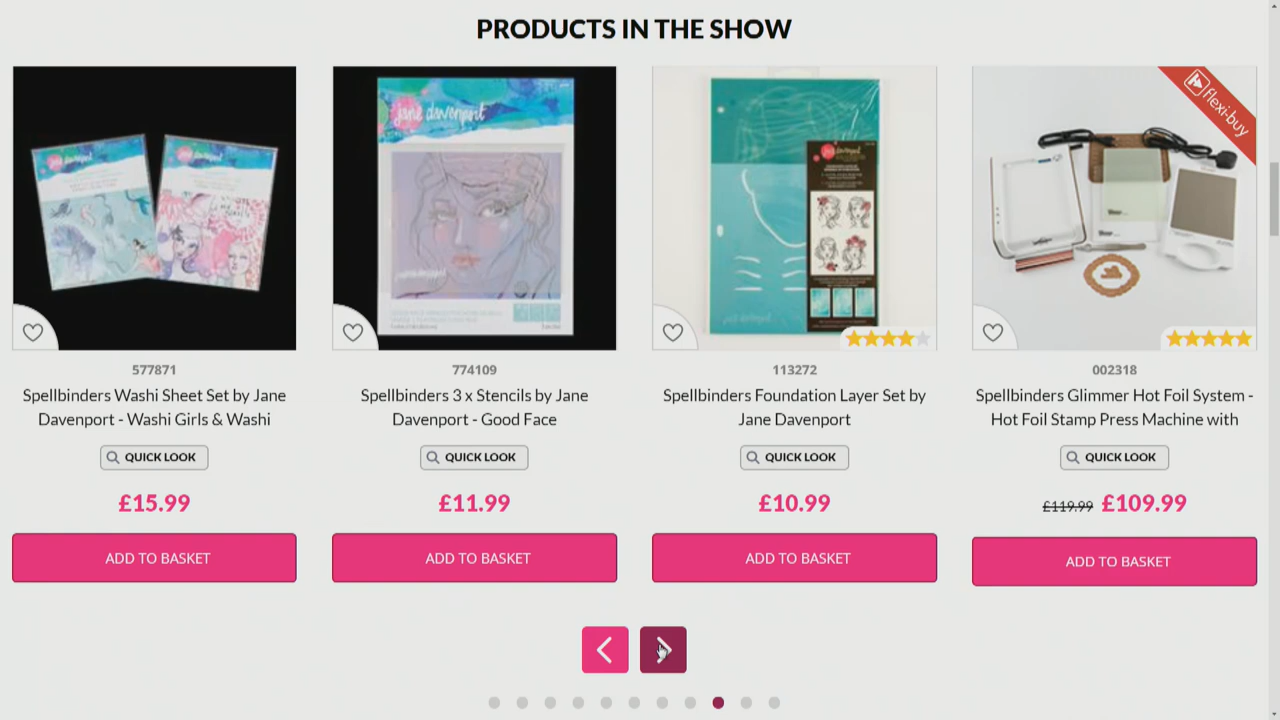 PRODUCTS IN THE SHOW
jane davenport
jane davenport
Flexi-buy
577871
774109
113272
002318
Spellbinders Washi Sheet Set by Jane
Davenport - Washi Girls & Washi
Spellbinders 3 x Stencils by Jane
Davenport - Good Face
Spellbinders Foundation Layer Set by
Jane Davenport
Spellbinders Glimmer Hot Foil System -
Hot Foil Stamp Press Machine with
QUICK LOOK
QUICK LOOK
QUICK LOOK
QUICK LOOK
£15.99
£11.99
£10.99
£119.99 £109.99
ADD TO BASKET
ADD TO BASKET
ADD TO BASKET
ADD TO BASKET